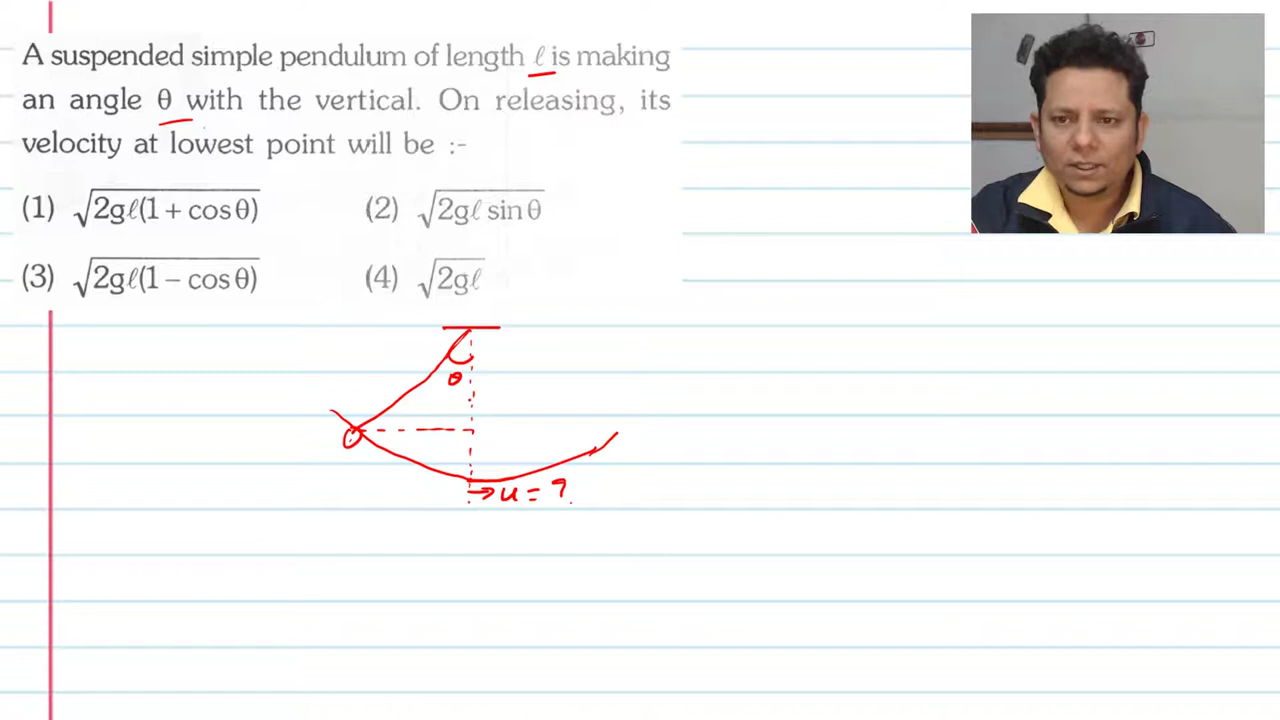 A suspended simple pendulum of length ℓ is making
an angle θ with the vertical. On releasing, its
velocity at lowest point will be :-
(1) √2gℓ(1 + cosθ) (2) √2gℓ sinθ
(3) √2gℓ(1 – cosθ) (4) √2gℓ
θ
→ u = ?